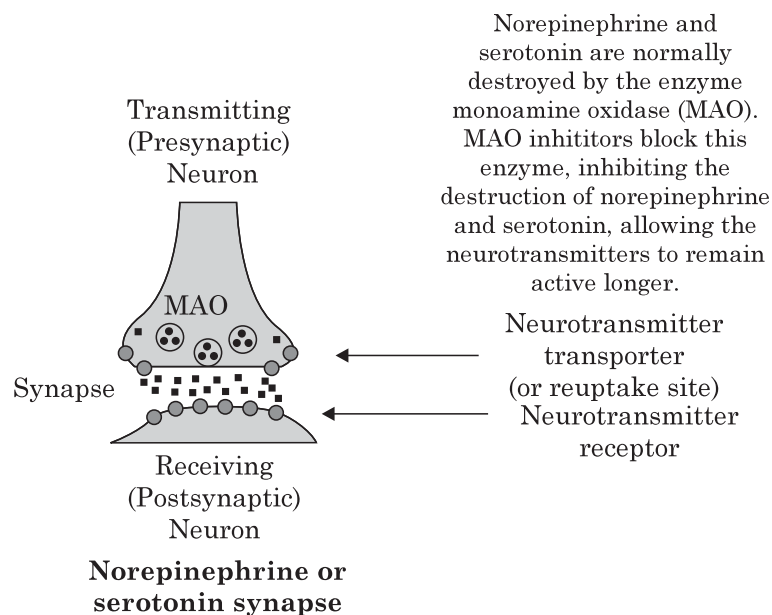 Norepinephrine and
serotonin are normally
destroyed by the enzyme
monoamine oxidase (MAO).
MAO inhititors block this
enzyme, inhibiting the
destruction of norepinephrine
and serotonin, allowing the
neurotransmitters to remain
active longer.
Transmitting
(Presynaptic)
Neuron
MAO
Neurotransmitter
transporter
(or reuptake site)
Synapse
Neurotransmitter
receptor
Receiving
(Postsynaptic)
Neuron
Norepinephrine or
serotonin synapse